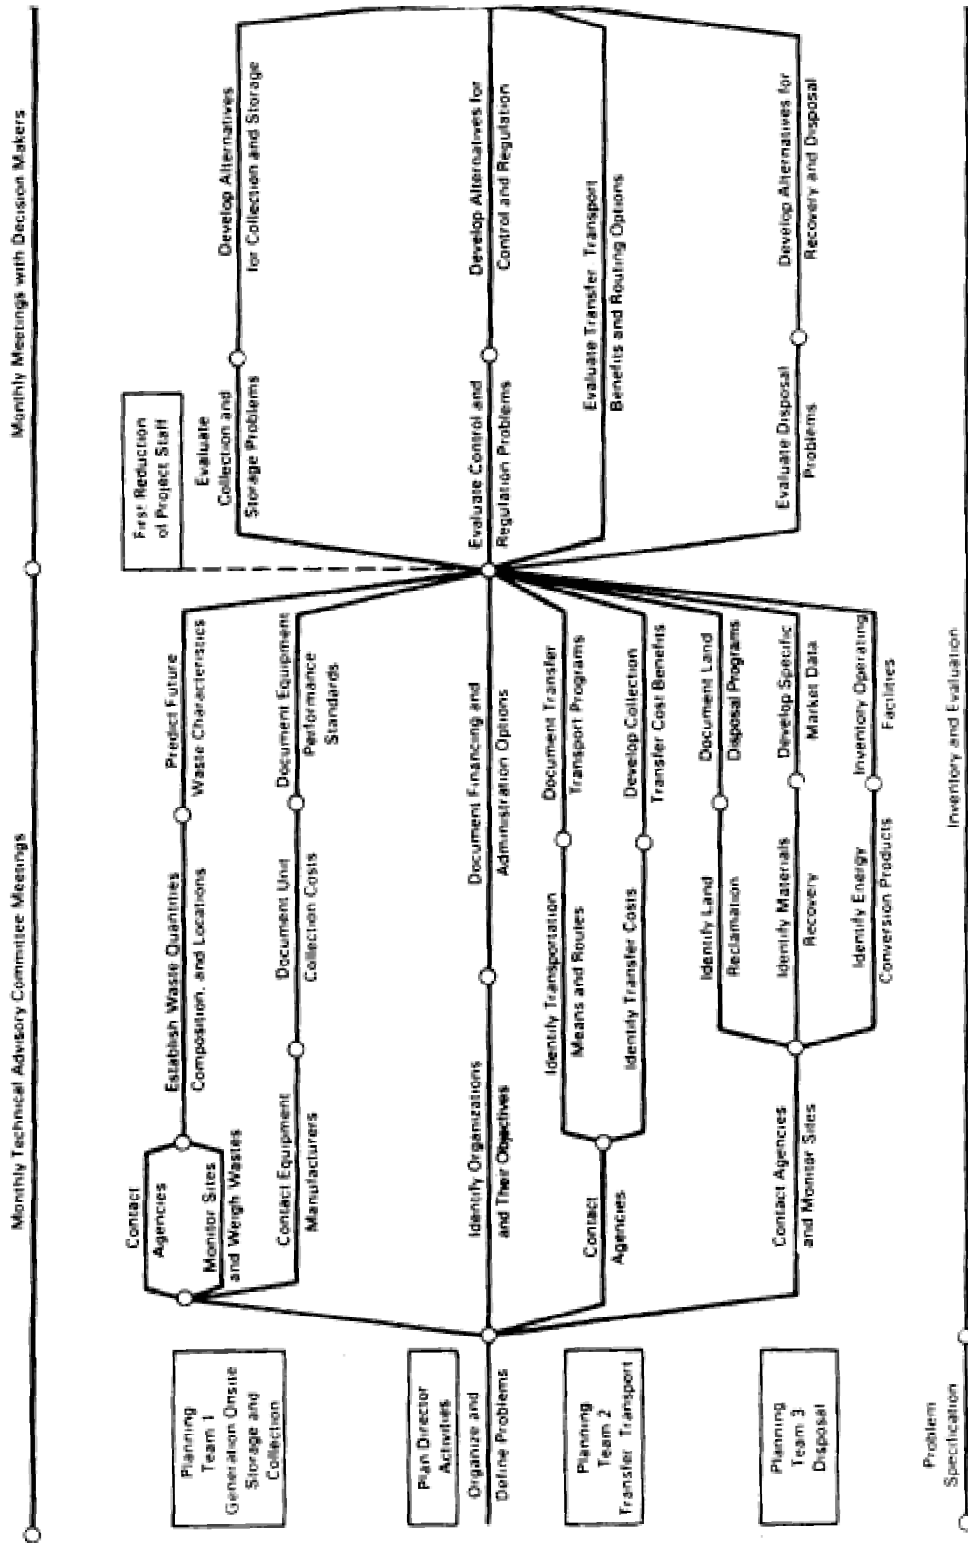 Monthly Technical Advisory Committee Meetings
Monthly Meetings with Decision Makers
First Reduction
of Project Staff
Planning
Team 1
Generation Onsite
Storage and
Collection
Contact
Agencies
Monitor Sites
and Weigh Wastes
Establish Waste Quantities
Composition, and Locations
Predict Future
Waste Characteristics
Evaluate
Collection and
Storage Problems
Develop Alternatives
for Collection and Storage
Contact Equipment
Manufacturers
Document Unit
Collection Costs
Document Equipment
Performance
Standards
Plan Director
Activities
Organize and
Define Problems
Identify Organizations
and Their Objectives
Document Financing and
Administration Options
Evaluate Control and
Regulation Problems
Develop Alternatives for
Control and Regulation
Planning
Team 2
Transfer Transport
Contact
Agencies
Identify Transportation
Means and Routes
Document Transfer
Transport Programs
Identify Transfer Costs
Develop Collection
Transfer Cost Benefits
Evaluate Transfer Transport
Benefits and Routing Options
Planning
Team 3
Disposal
Contact Agencies
and Monitor Sites
Identify Land
Reclamation
Document Land
Disposal Programs
Identify Materials
Recovery
Develop Specific
Market Data
Identify Energy
Conversion Products
Inventory Operating
Facilities
Evaluate Disposal
Problems
Develop Alternatives for
Recovery and Disposal
Problem
Specification
Inventory and Evaluation